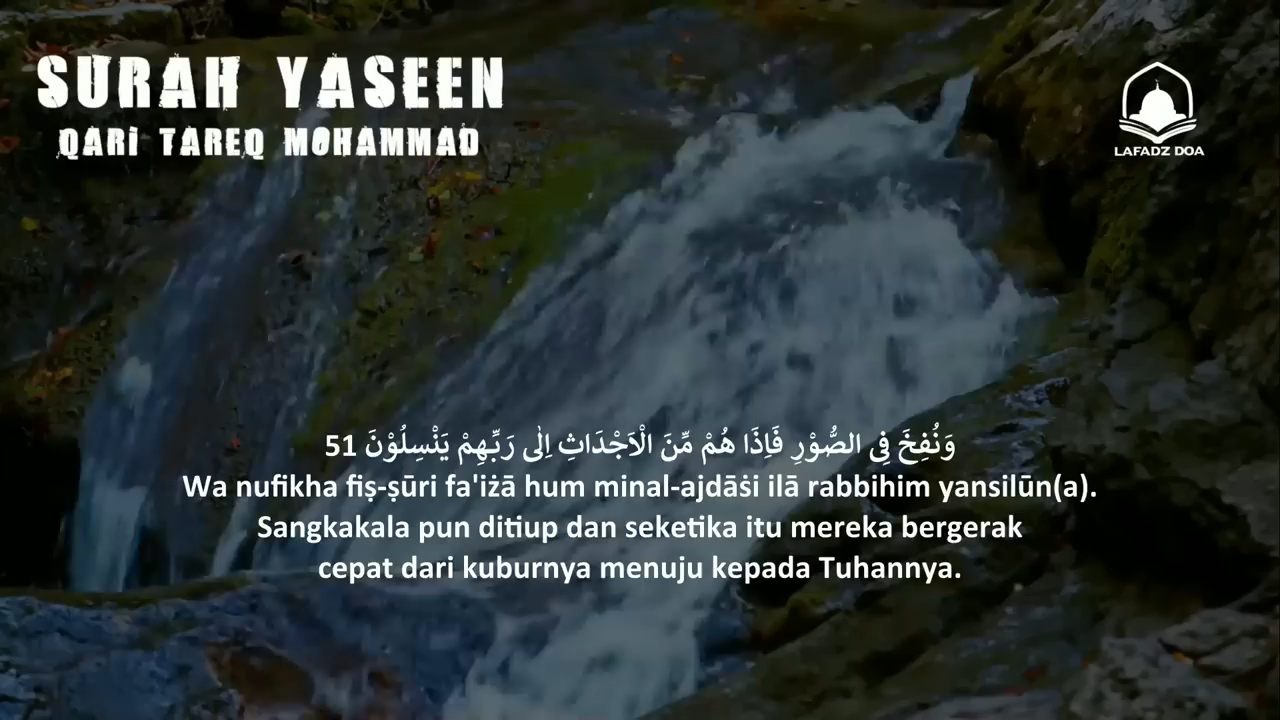 SURAH YASEEN
QARI TAREQ MOHAMMAD
LAFADZ DOA
وَنُفِخَ فِى الصُّوْرِ فَاِذَا هُمْ مِّنَ الْاَجْدَاثِ اِلٰى رَبِّهِمْ يَنْسِلُوْنَ 51
Wa nufikha fiṣ-ṣūri fa'iżā hum minal-ajdāṡi ilā rabbihim yansilūn(a).
Sangkakala pun ditiup dan seketika itu mereka bergerak
cepat dari kuburnya menuju kepada Tuhannya.